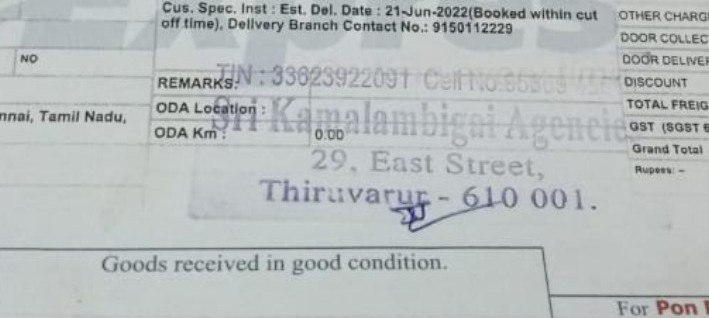 Cus. Spec. Inst : Est. Del. Date : 21-Jun-2022(Booked within cut
off time), Delivery Branch Contact No.: 9150112229
OTHER CHARG
DOOR COLLEC
NO
DOOR DELIVER
TIN : 33623922091 Cell No.
REMARKS:
DISCOUNT
nnai, Tamil Nadu,
ODA Location :
TOTAL FREIG
Sri Kamalambigai Agencies
ODA Km : 0.00
GST (SGST 6
29, East Street,
Grand Total
Thiruvarur - 610 001.
Rupees: -
Goods received in good condition.
For Pon